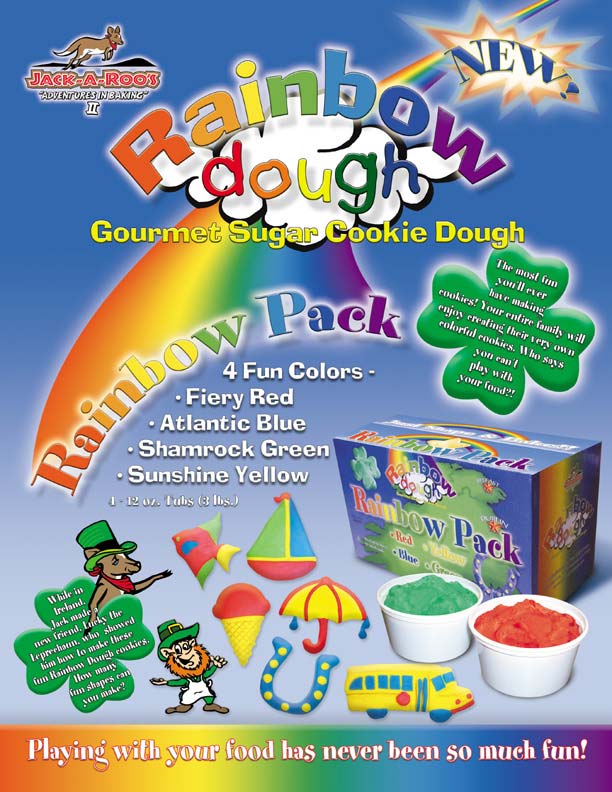 JACK-A-ROO'S
"ADVENTURES IN BAKING"
II
NEW!
Rainbow
dough
Gourmet Sugar Cookie Dough
The most fun
you'll ever
have making
cookies! Your entire family will
enjoy creating their very own
colorful cookies. Who says
you can't
play with
your food?!
Rainbow Pack
4 Fun Colors -
• Fiery Red
• Atlantic Blue
• Shamrock Green
• Sunshine Yellow
4 - 12 oz. Tubs (3 lbs.)
Rainbow Pack
Rainbow
dough
Rainbow Pack
• Red • Yellow
• Blue • Green
While in
Ireland,
Jack made a
new friend, Lucky the
Leprechaun, who showed
him how to make these
fun Rainbow Dough cookies.
How many
fun shapes can
you make?
Playing with your food has never been so much fun!